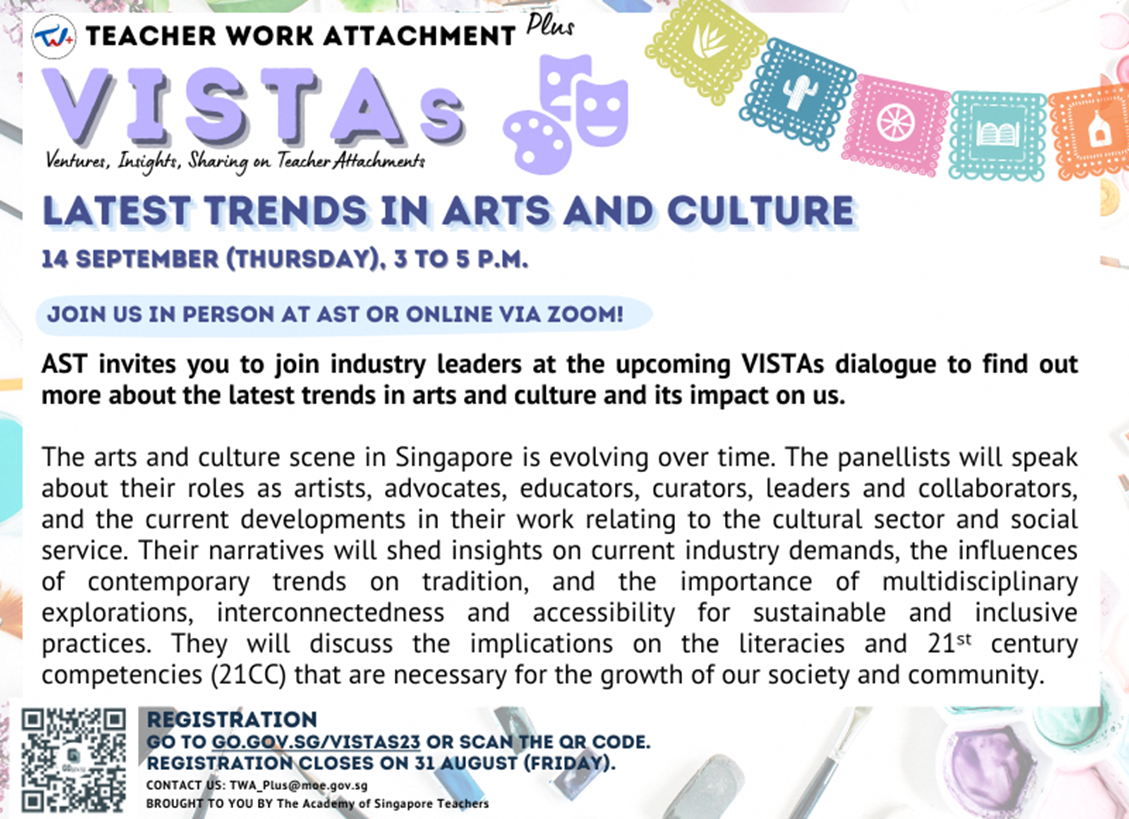 TEACHER WORK ATTACHMENT Plus
VISTAs
Ventures, Insights, Sharing on Teacher Attachments
LATEST TRENDS IN ARTS AND CULTURE
14 SEPTEMBER (THURSDAY), 3 TO 5 P.M.
JOIN US IN PERSON AT AST OR ONLINE VIA ZOOM!
AST invites you to join industry leaders at the upcoming VISTAs dialogue to find out
more about the latest trends in arts and culture and its impact on us.
The arts and culture scene in Singapore is evolving over time. The panellists will speak
about their roles as artists, advocates, educators, curators, leaders and collaborators,
and the current developments in their work relating to the cultural sector and social
service. Their narratives will shed insights on current industry demands, the influences
of contemporary trends on tradition, and the importance of multidisciplinary
explorations, interconnectedness and accessibility for sustainable and inclusive
practices. They will discuss the implications on the literacies and 21st century
competencies (21CC) that are necessary for the growth of our society and community.
REGISTRATION
GO TO GO.GOV.SG/VISTAS23 OR SCAN THE QR CODE.
REGISTRATION CLOSES ON 31 AUGUST (FRIDAY).
CONTACT US: TWA_Plus@moe.gov.sg
BROUGHT TO YOU BY The Academy of Singapore Teachers